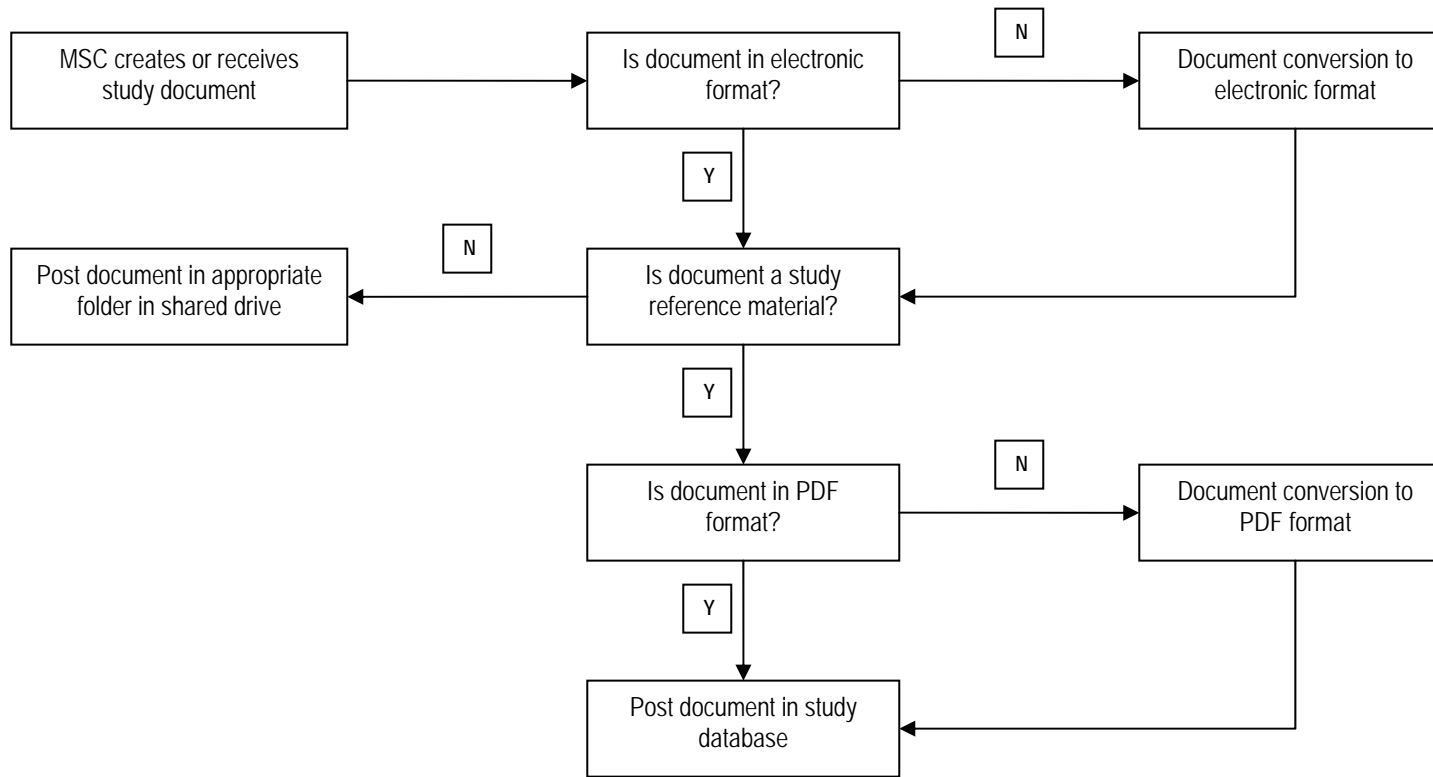 MSC creates or receives
study document
Is document in electronic
format?
N
Document conversion to
electronic format
Y
Post document in appropriate
folder in shared drive
N
Is document a study
reference material?
Y
Is document in PDF
format?
N
Document conversion to
PDF format
Y
Post document in study
database